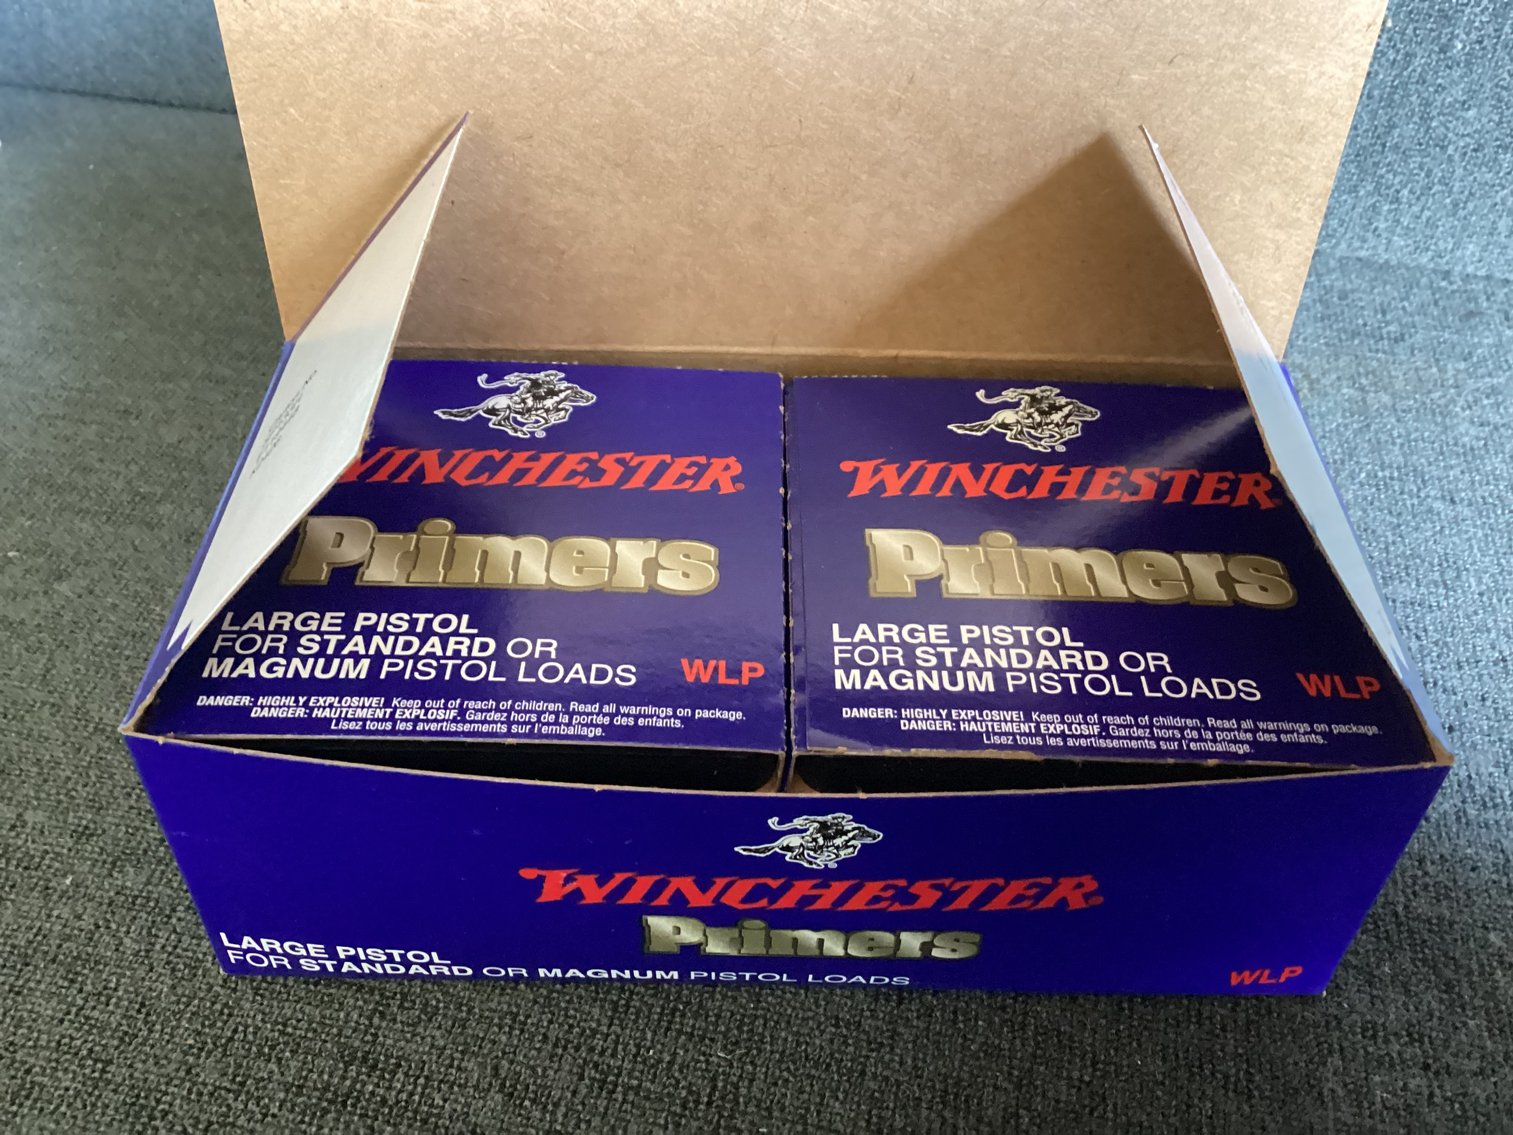 WINCHESTER
Primers
LARGE PISTOL
FOR STANDARD OR
MAGNUM PISTOL LOADS
WLP
DANGER: HIGHLY EXPLOSIVE! Keep out of reach of children. Read all warnings on package.
DANGER: HAUTEMENT EXPLOSIF. Gardez hors de la portée des enfants.
Lisez tous les avertissements sur l'emballage.
WINCHESTER
Primers
LARGE PISTOL
FOR STANDARD OR
MAGNUM PISTOL LOADS
WLP
DANGER: HIGHLY EXPLOSIVE! Keep out of reach of children. Read all warnings on package.
DANGER: HAUTEMENT EXPLOSIF. Gardez hors de la portée des enfants.
Lisez tous les avertissements sur l'emballage.
WINCHESTER
Primers
LARGE PISTOL
FOR STANDARD OR MAGNUM PISTOL LOADS
WLP